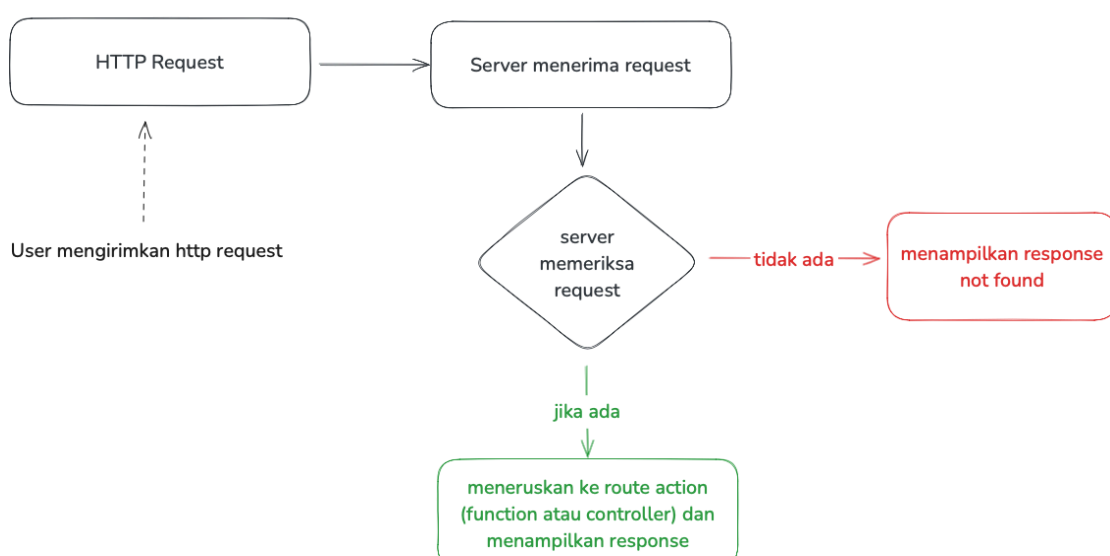 HTTP Request
Server menerima request
User mengirimkan http request
server
memeriksa
request
tidak ada
menampilkan response
not found
jika ada
meneruskan ke route action
(function atau controller) dan
menampilkan response